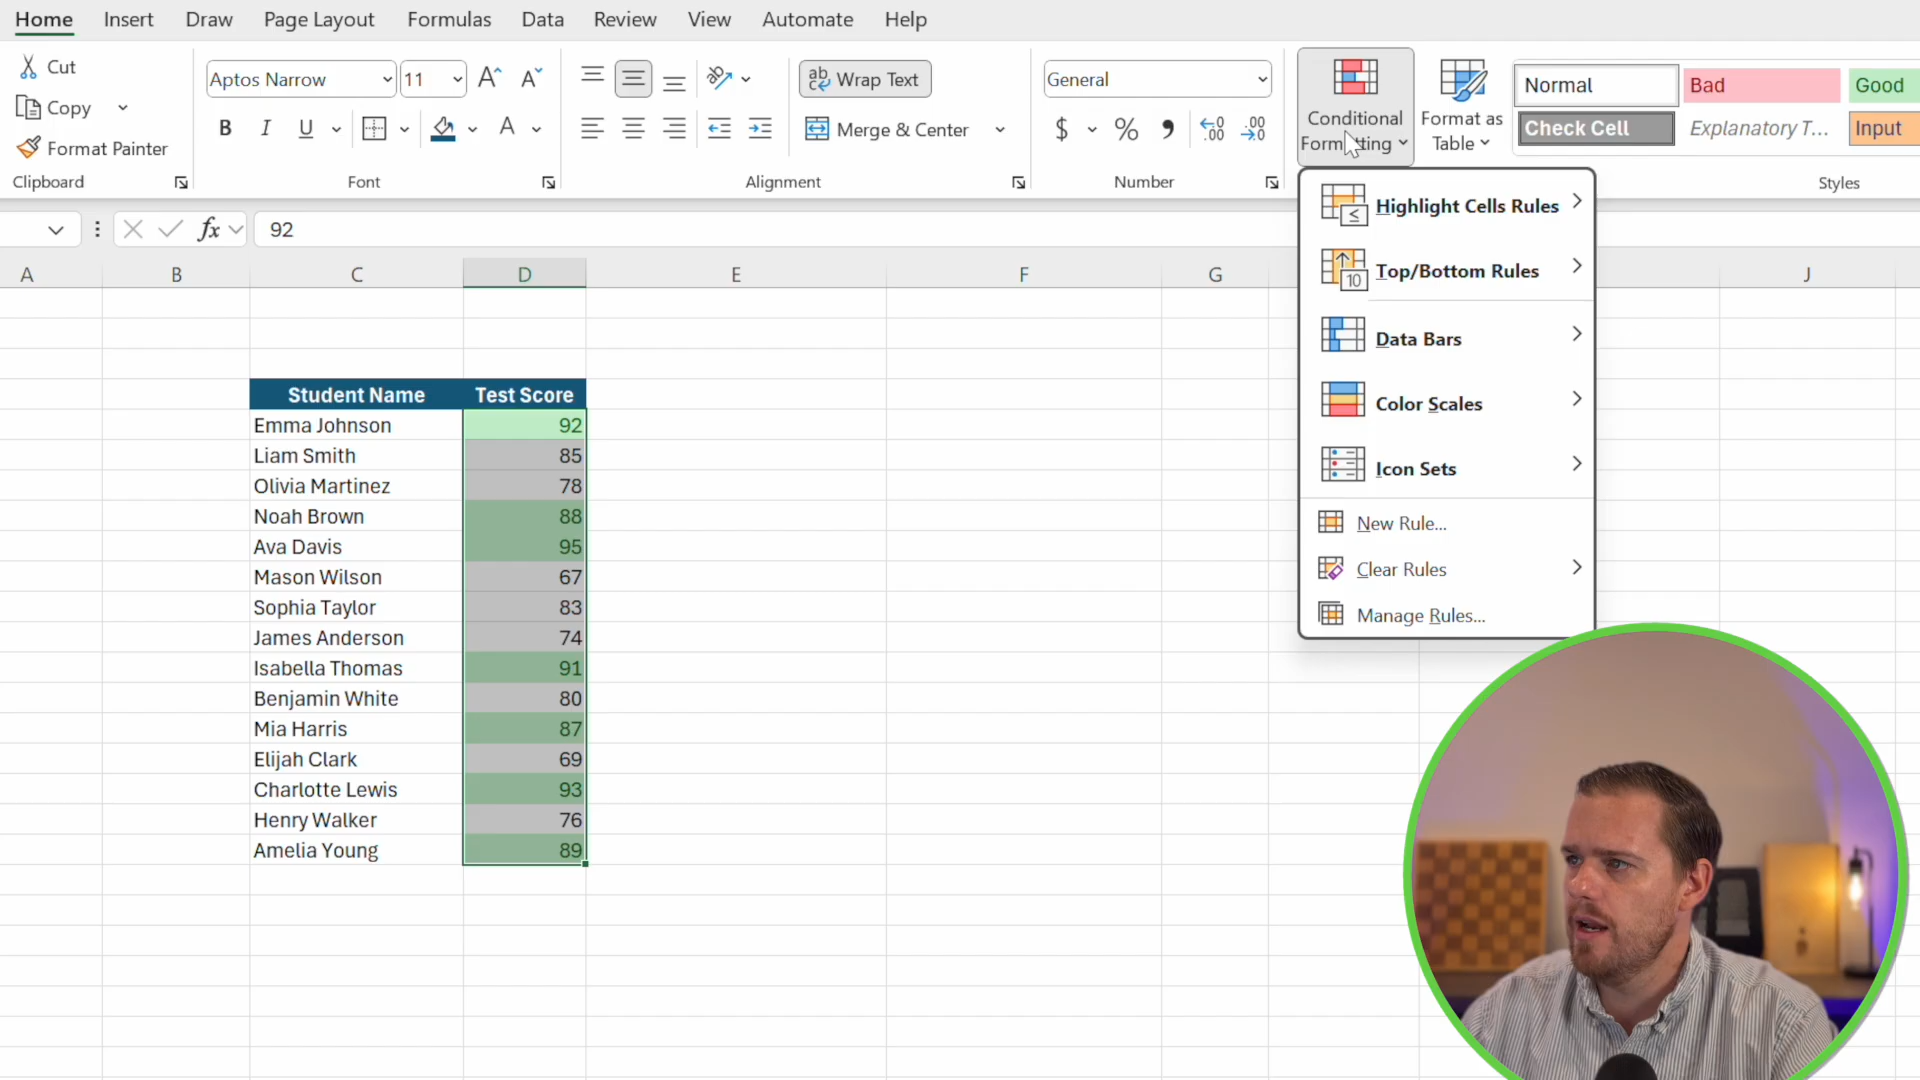 Home Insert Draw Page Layout Formulas Data Review View Automate Help
Cut
Copy
Format Painter
Clipboard
Aptos Narrow 11 A A
B I U A
Font
ab Wrap Text
Merge & Center
Alignment
General
$ % .00 .00
Number
Conditional Formatting
Format as Table
Normal Bad Good
Check Cell Explanatory T... Input
Styles
fx 92
A B C D E F G J
Student Name Test Score
Emma Johnson 92
Liam Smith 85
Olivia Martinez 78
Noah Brown 88
Ava Davis 95
Mason Wilson 67
Sophia Taylor 83
James Anderson 74
Isabella Thomas 91
Benjamin White 80
Mia Harris 87
Elijah Clark 69
Charlotte Lewis 93
Henry Walker 76
Amelia Young 89
Highlight Cells Rules
10 Top/Bottom Rules
Data Bars
Color Scales
Icon Sets
New Rule...
Clear Rules
Manage Rules...